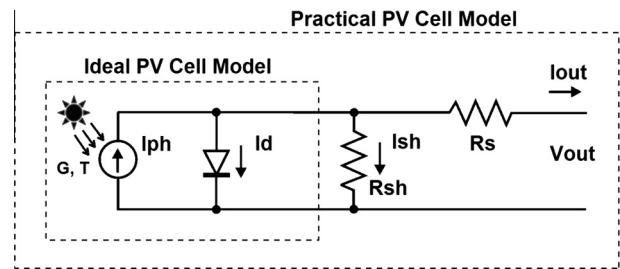 Practical PV Cell Model
Ideal PV Cell Model
Iout
Iph
Id
Ish
Rs
G, T
Rsh
Vout